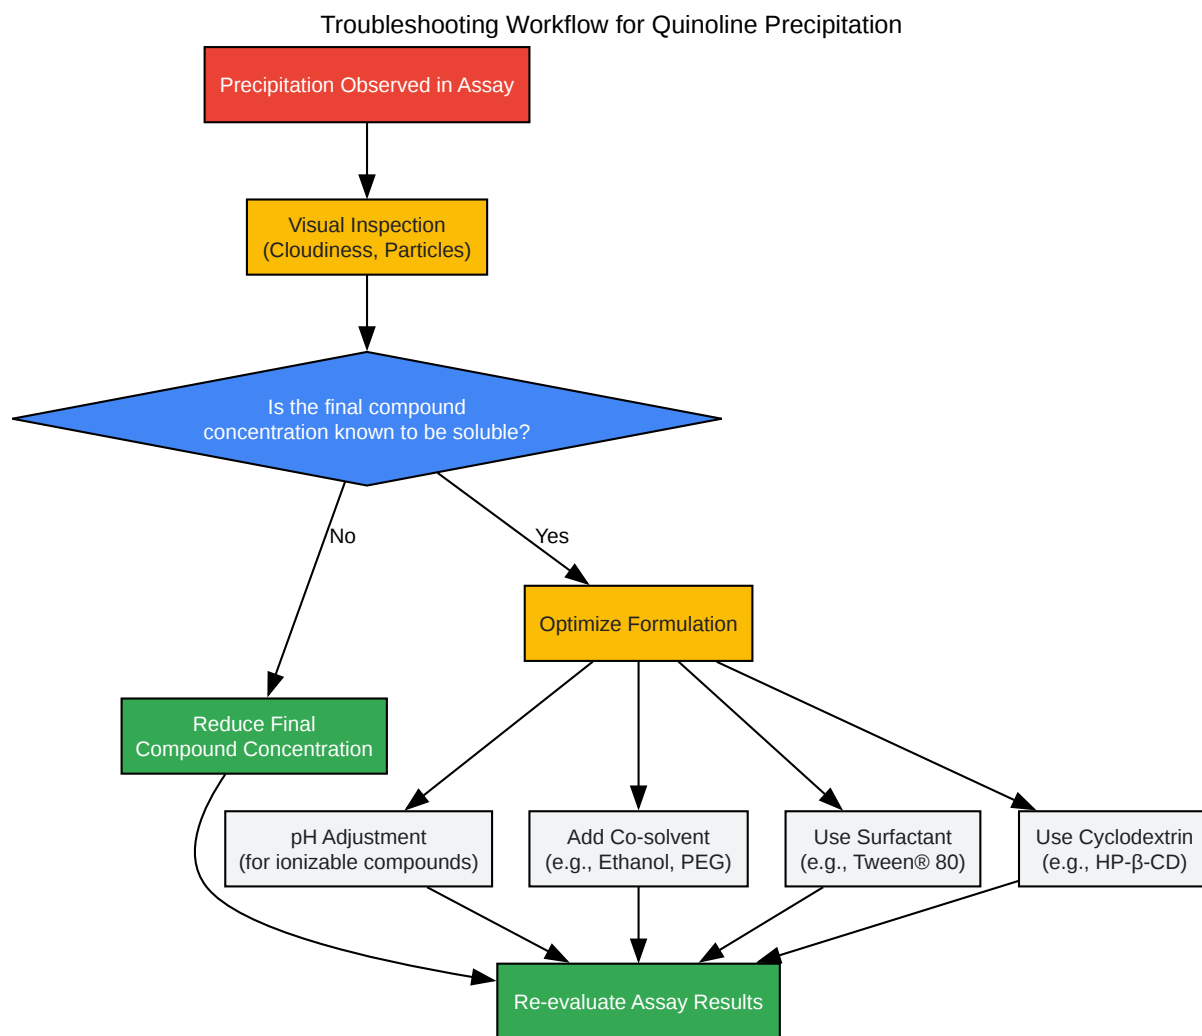 Troubleshooting Workflow for Quinoline Precipitation
Precipitation Observed in Assay
Visual Inspection
(Cloudiness, Particles)
Is the final compound
concentration known to be soluble?
No
Yes
Optimize Formulation
Reduce Final
Compound Concentration
pH Adjustment
(for ionizable compounds)
Add Co-solvent
(e.g., Ethanol, PEG)
Use Surfactant
(e.g., Tween® 80)
Use Cyclodextrin
(e.g., HP-β-CD)
Re-evaluate Assay Results